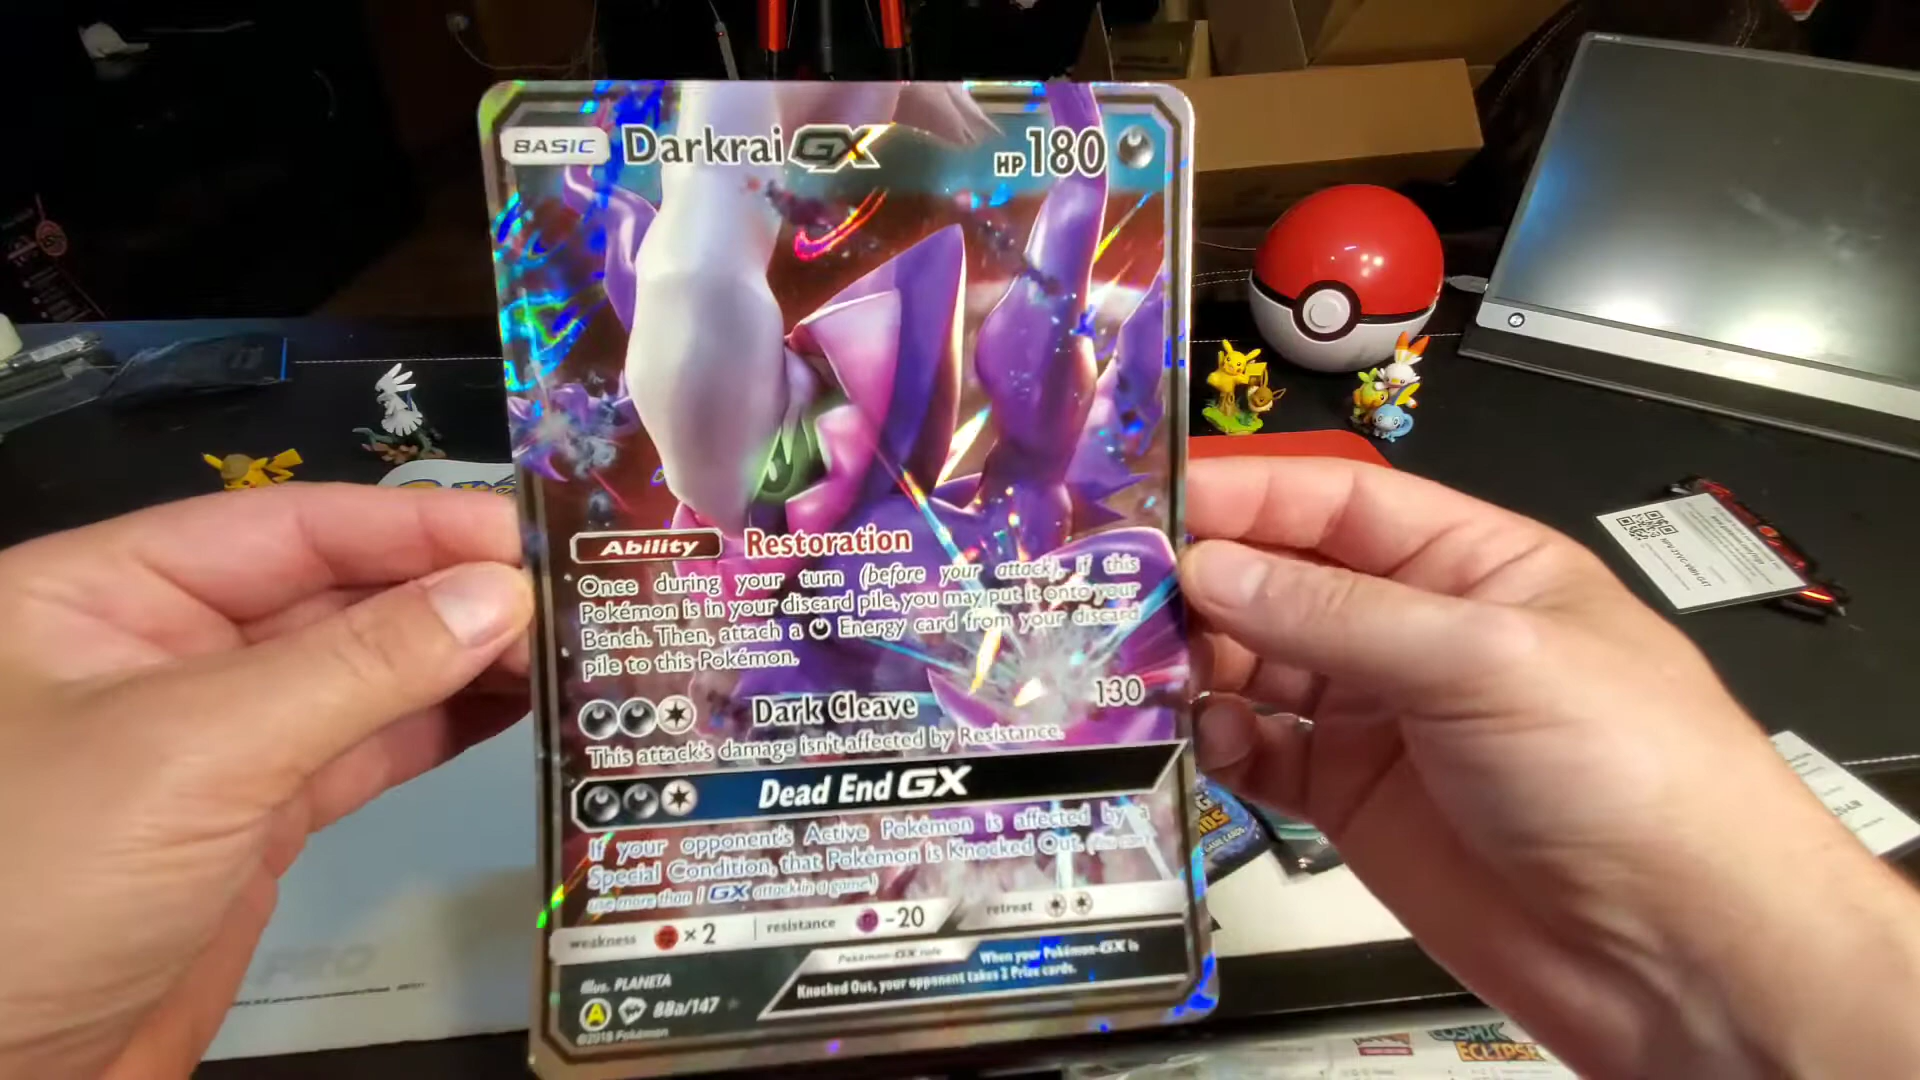 BASIC Darkrai GX HP 180
Ability Restoration
Once during your turn (before your attack), if this
Pokémon is in your discard pile, you may put it onto your
Bench. Then, attach a Energy card from your discard
pile to this Pokémon.
Dark Cleave 130
This attack's damage isn't affected by Resistance.
Dead End GX
If your opponent's Active Pokémon is affected by a
Special Condition, that Pokémon is Knocked Out. (You can't
use more than 1 GX attack in a game.)
weakness ×2 resistance -20 retreat
Pokémon-GX rule When your Pokémon-GX is
Knocked Out, your opponent takes 2 Prize cards.
Illus. PLANETA
A 88a/147
©2018 Pokémon
PRO
GAME CARDS
COSMIC
ECLIPSE